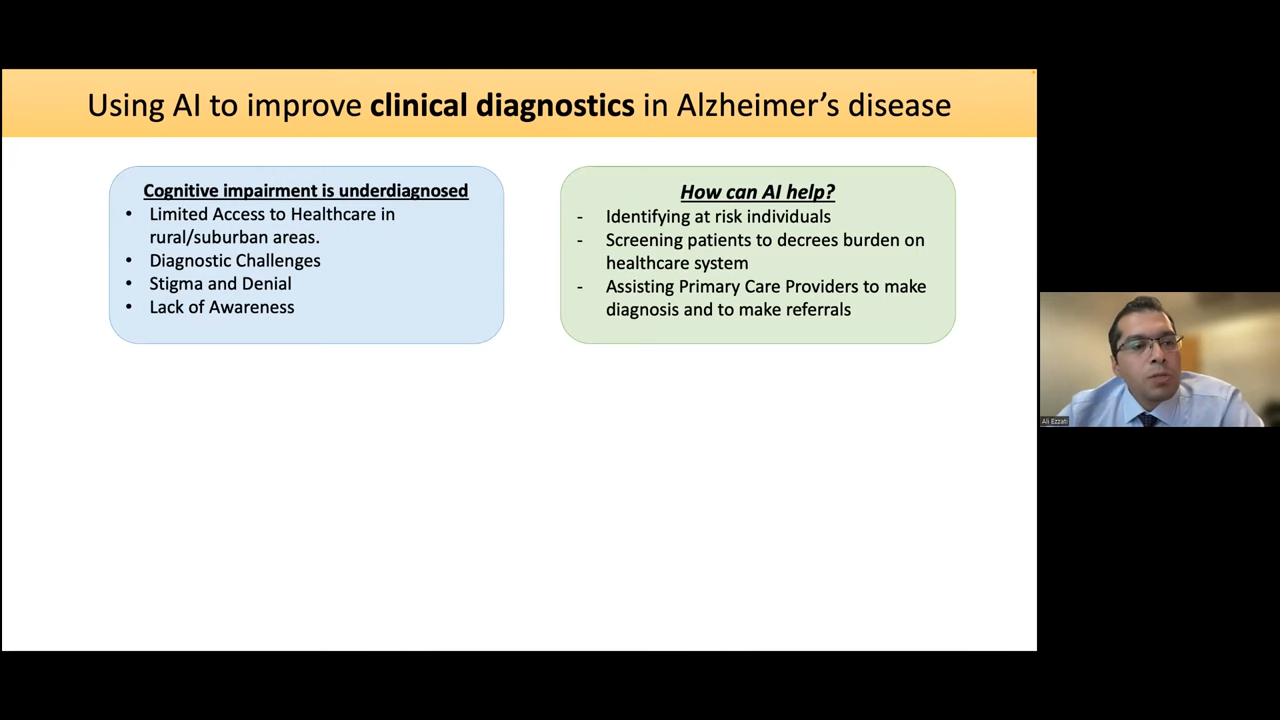 Using AI to improve clinical diagnostics in Alzheimer’s disease
Cognitive impairment is underdiagnosed
• Limited Access to Healthcare in
rural/suburban areas.
• Diagnostic Challenges
• Stigma and Denial
• Lack of Awareness
How can AI help?
- Identifying at risk individuals
- Screening patients to decrees burden on
healthcare system
- Assisting Primary Care Providers to make
diagnosis and to make referrals
Ali Ezzati